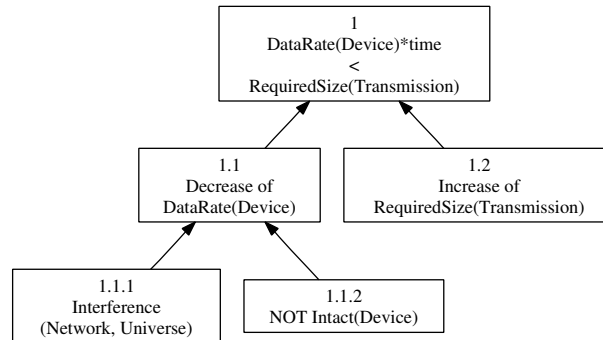 1
DataRate(Device)*time
<
RequiredSize(Transmission)
1.1
Decrease of
DataRate(Device)
1.2
Increase of
RequiredSize(Transmission)
1.1.1
Interference
(Network, Universe)
1.1.2
NOT Intact(Device)